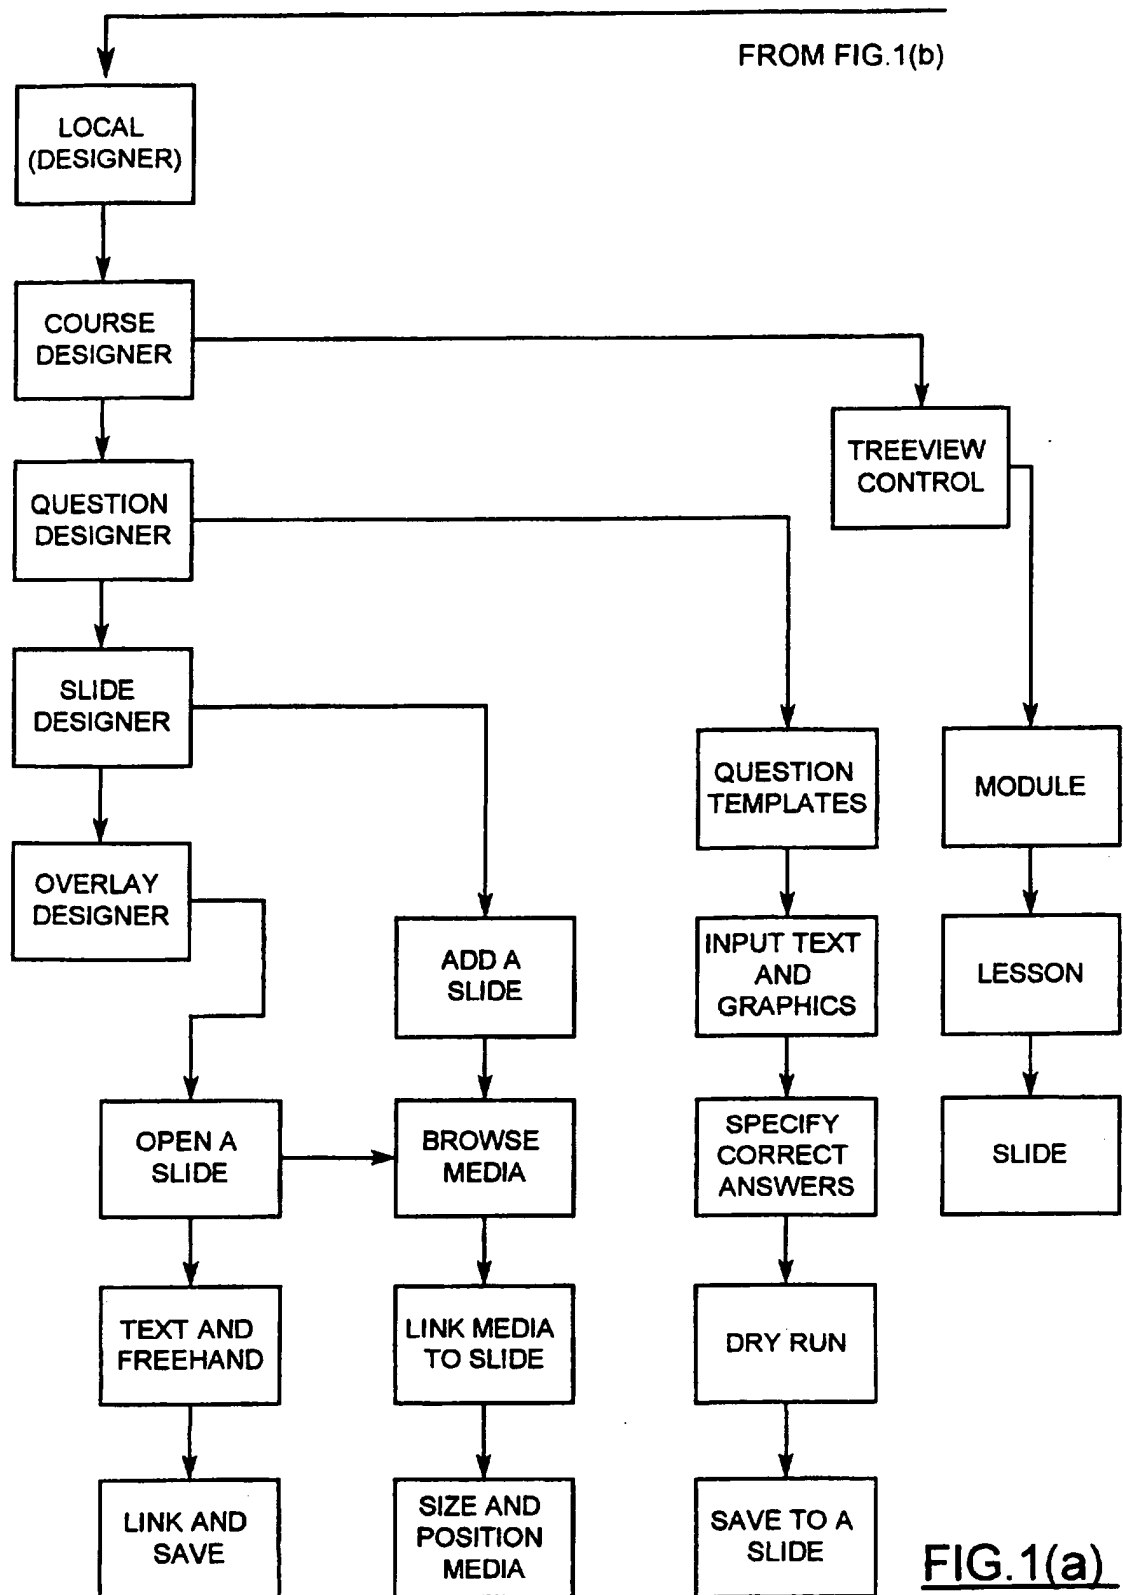 FROM FIG.1(b)
LOCAL
(DESIGNER)
COURSE
DESIGNER
TREEVIEW
CONTROL
QUESTION
DESIGNER
SLIDE
DESIGNER
QUESTION
TEMPLATES
MODULE
OVERLAY
DESIGNER
ADD A
SLIDE
INPUT TEXT
AND
GRAPHICS
LESSON
OPEN A
SLIDE
BROWSE
MEDIA
SPECIFY
CORRECT
ANSWERS
SLIDE
TEXT AND
FREEHAND
LINK MEDIA
TO SLIDE
DRY RUN
LINK AND
SAVE
SIZE AND
POSITION
MEDIA
SAVE TO A
SLIDE
FIG.1(a)